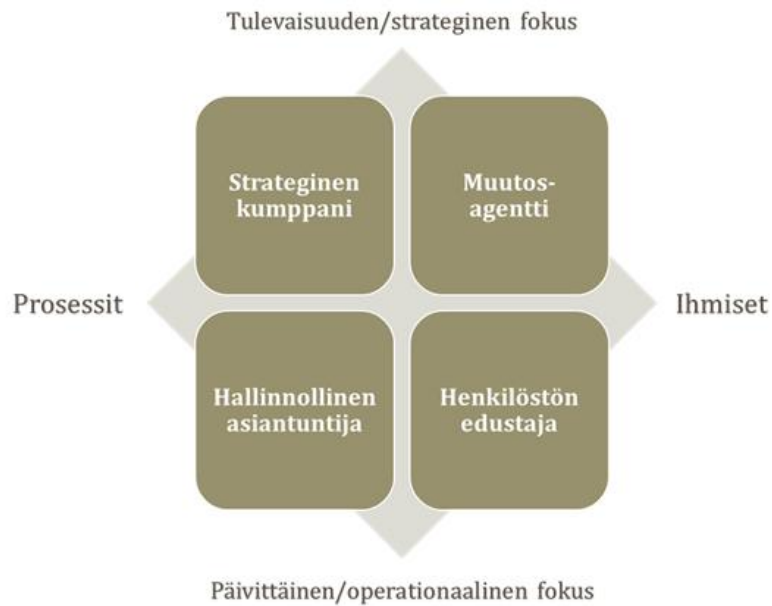 Tulevaisuuden/strateginen fokus
Strateginen
kumppani
Muutos-
agentti
Prosessit
Ihmiset
Hallinnollinen
asiantuntija
Henkilöstön
edustaja
Päivittäinen/operationaalinen fokus